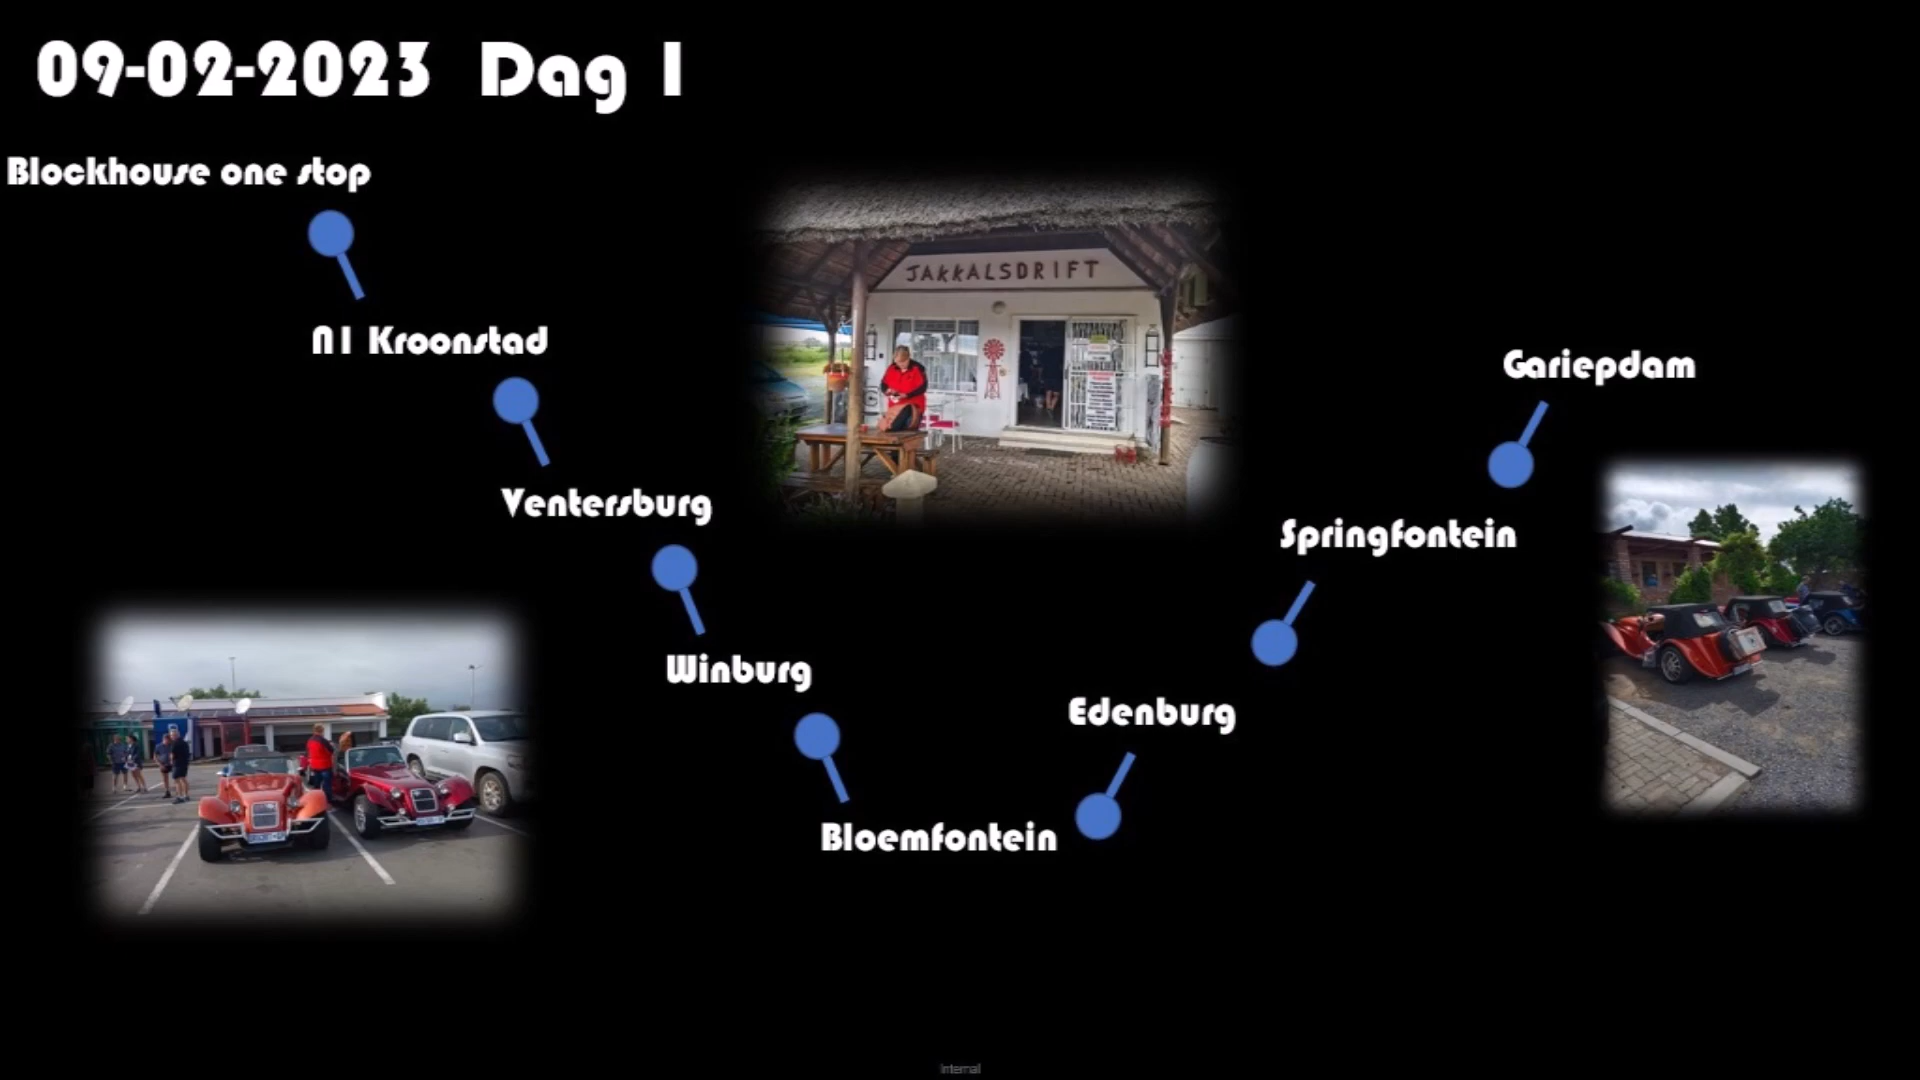 09-02-2023 Dag 1
Blockhouse one stop
N1 Kroonstad
Ventersburg
Winburg
Bloemfontein
Edenburg
Springfontein
Gariepdam
JAKKALSDRIFT
Internal